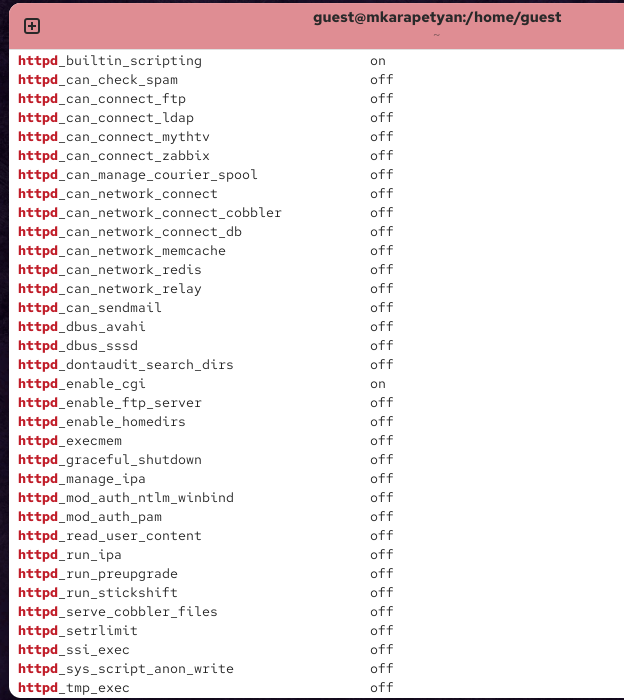 guest@mkarapetyan:/home/guest
~
httpd_builtin_scripting on
httpd_can_check_spam off
httpd_can_connect_ftp off
httpd_can_connect_ldap off
httpd_can_connect_mythtv off
httpd_can_connect_zabbix off
httpd_can_manage_courier_spool off
httpd_can_network_connect off
httpd_can_network_connect_cobbler off
httpd_can_network_connect_db off
httpd_can_network_memcache off
httpd_can_network_redis off
httpd_can_network_relay off
httpd_can_sendmail off
httpd_dbus_avahi off
httpd_dbus_sssd off
httpd_dontaudit_search_dirs off
httpd_enable_cgi on
httpd_enable_ftp_server off
httpd_enable_homedirs off
httpd_execmem off
httpd_graceful_shutdown off
httpd_manage_ipa off
httpd_mod_auth_ntlm_winbind off
httpd_mod_auth_pam off
httpd_read_user_content off
httpd_run_ipa off
httpd_run_preupgrade off
httpd_run_stickshift off
httpd_serve_cobbler_files off
httpd_setrlimit off
httpd_ssi_exec off
httpd_sys_script_anon_write off
httpd_tmp_exec off